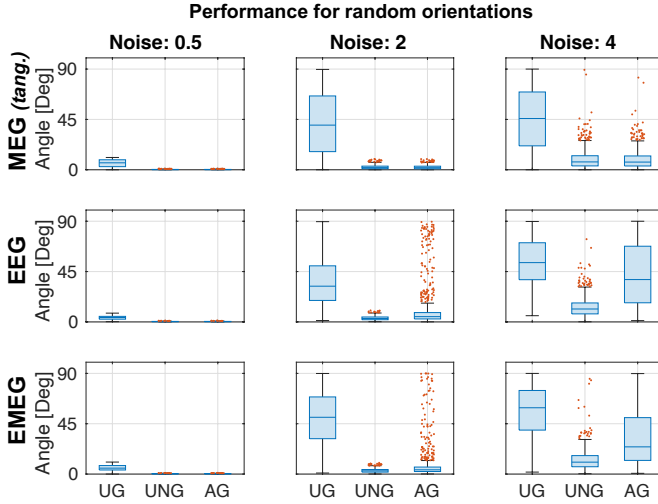 Performance for random orientations
Noise: 0.5 Noise: 2 Noise: 4
MEG (tang.)
Angle [Deg]
90
45
0
EEG
Angle [Deg]
90
45
0
EMEG
Angle [Deg]
90
45
0
UG UNG AG UG UNG AG UG UNG AG